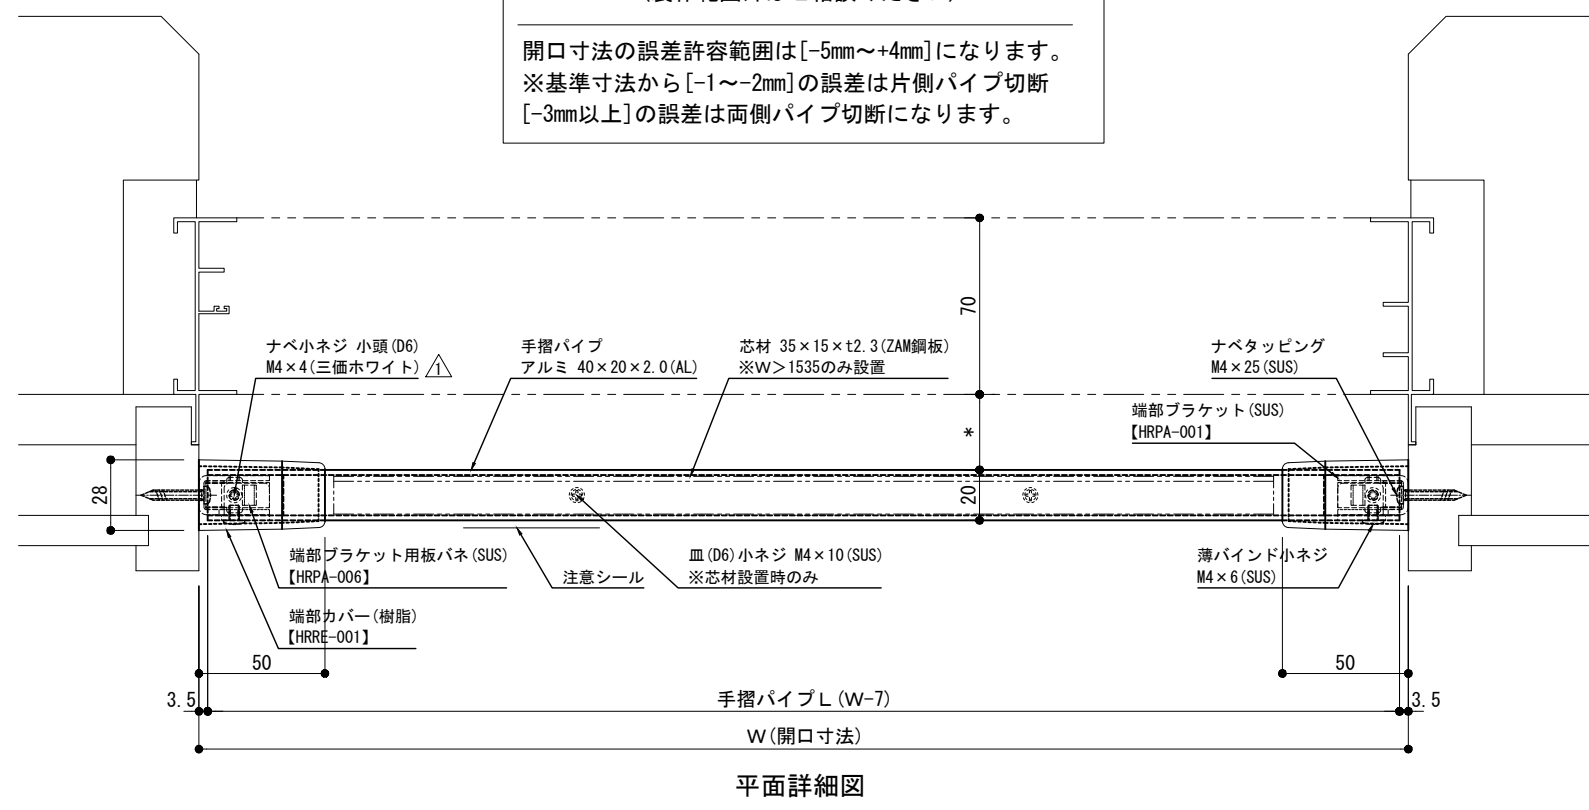 開口寸法の誤差許容範囲は[-5mm～+4mm]になります。
※基準寸法から[-1～-2mm]の誤差は片側パイプ切断
[-3mm以上]の誤差は両側パイプ切断になります。
70
ナベ小ネジ 小頭(D6)
M4×4(三価ホワイト) 1
手摺パイプ
アルミ 40×20×2.0(AL)
芯材 35×15×t2.3(ZAM鋼板)
※W＞1535のみ設置
ナベタッピング
M4×25(SUS)
端部ブラケット(SUS)
【HRPA-001】
*
28
20
端部ブラケット用板バネ(SUS)
【HRPA-006】
注意シール
皿(D6)小ネジ M4×10(SUS)
※芯材設置時のみ
薄バインド小ネジ
M4×6(SUS)
端部カバー(樹脂)
【HRRE-001】
50
50
3.5
手摺パイプL(W-7)
3.5
W(開口寸法)
平面詳細図